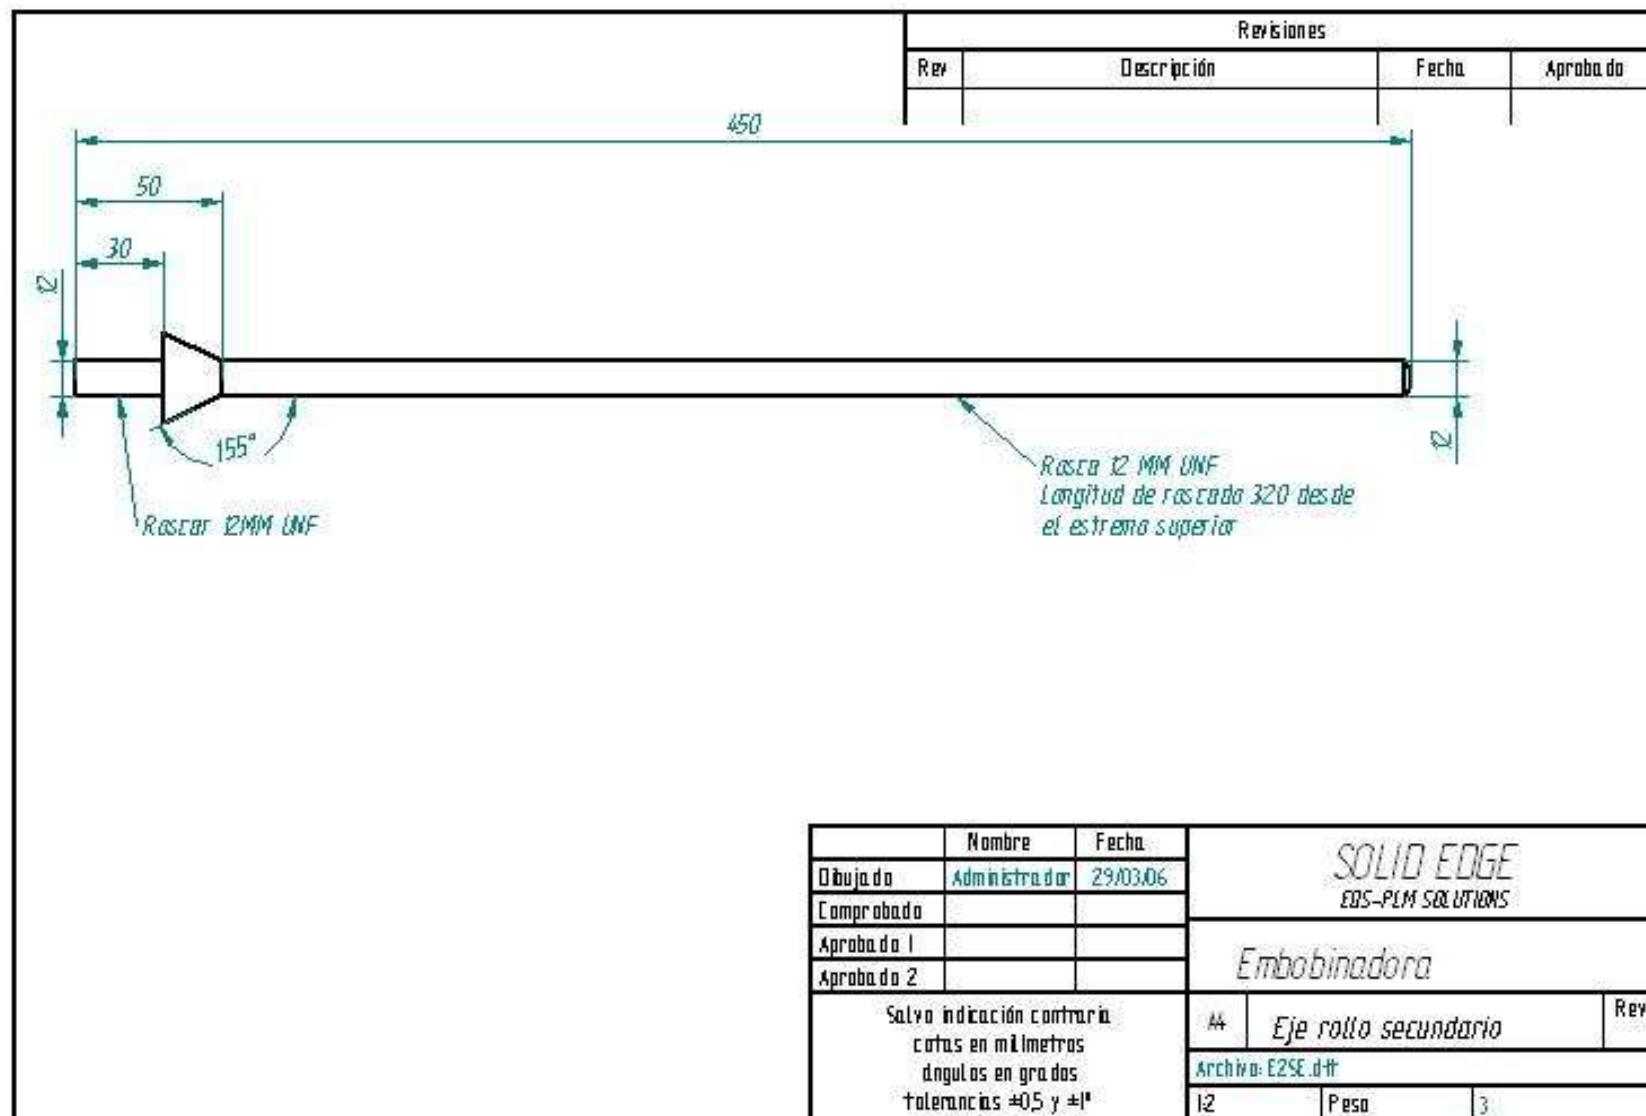 Revisiones
Rev Descripción Fecha Aprobado
450
50
30
12
155°
12
Rosca 12 MM UNF
Longitud de roscado 320 desde
el estremo superior
Roscar 12MM UNF
Nombre Fecha
Dibujado Administrador 29/03/06
Comprobado
Aprobado 1
Aprobado 2
SOLID EDGE
EDS-PLM SOLUTIONS
Embobinadora
A4 Eje rollo secundario Rev
Archivo: E2SE.dft
1:2 Peso 3
Salvo indicación contraria
cotas en milímetros
ángulos en grados
tolerancias ±0,5 y ±1°